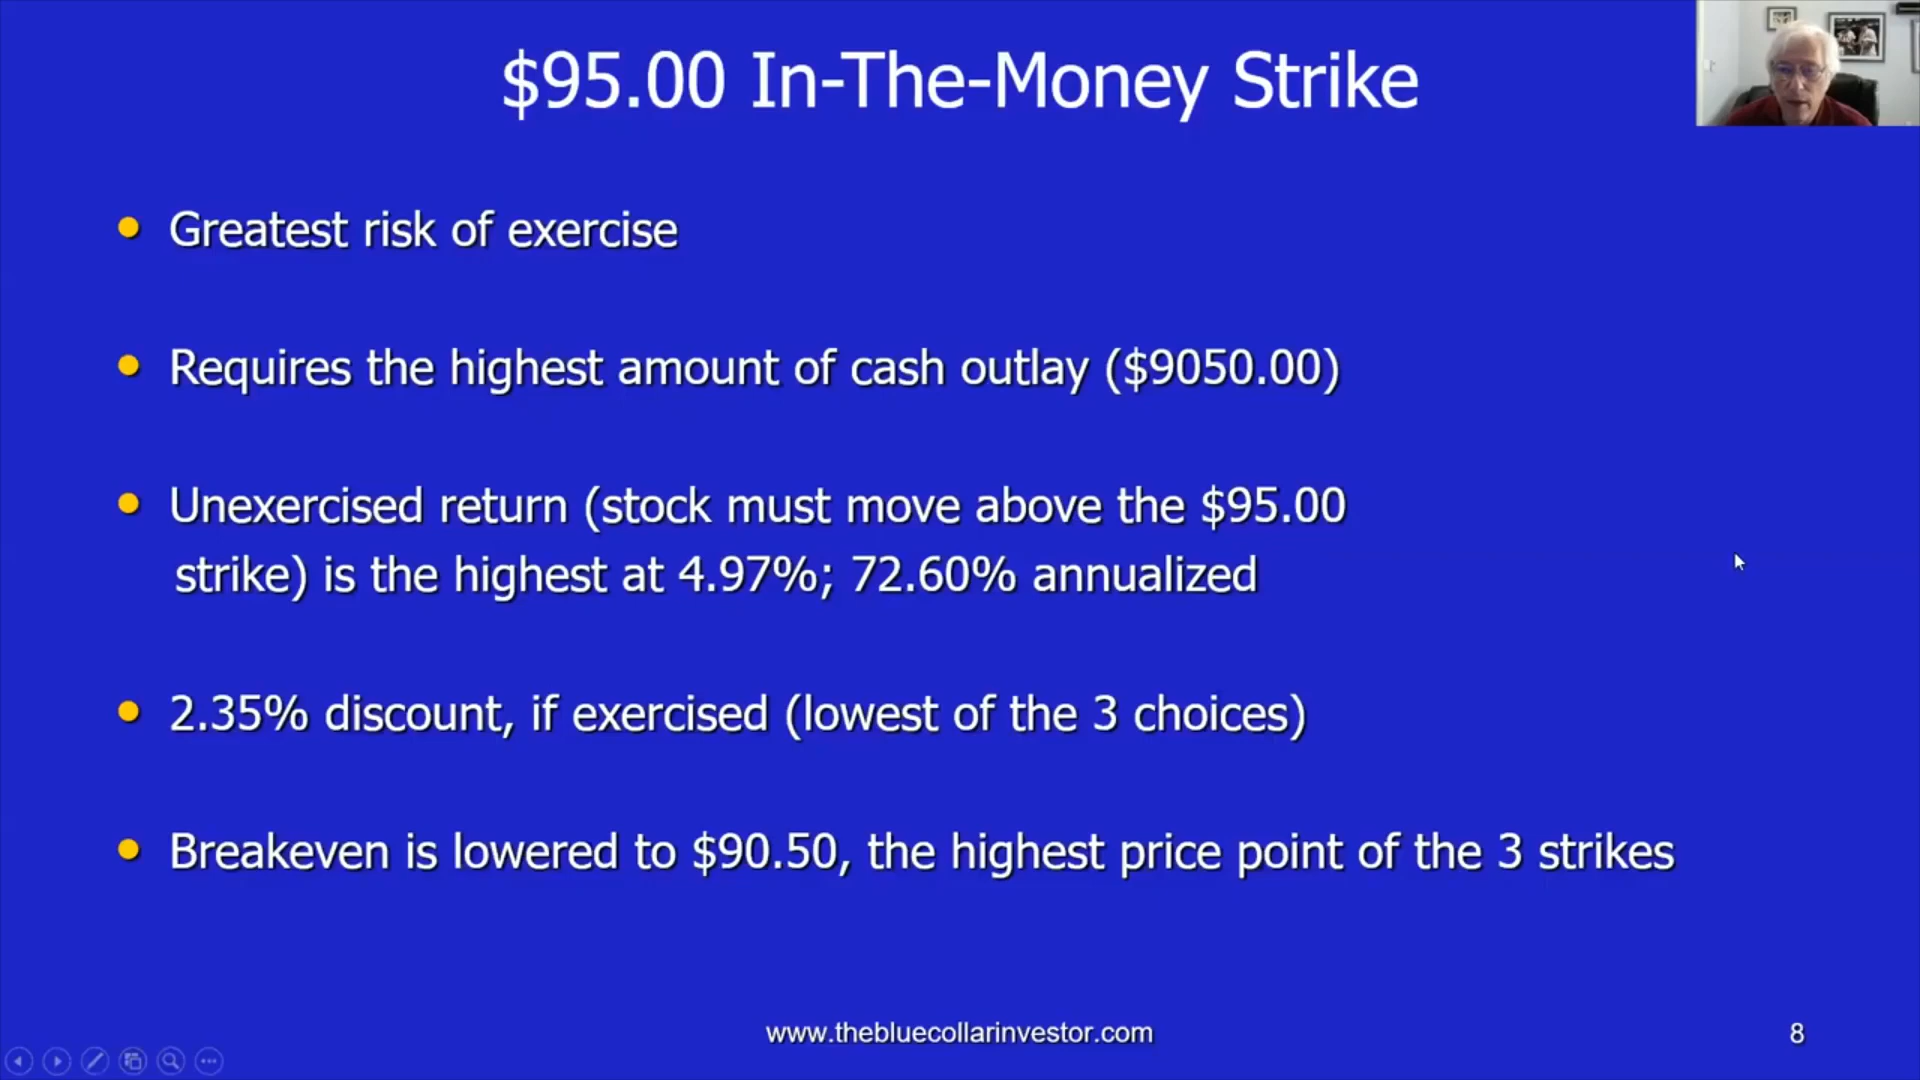 $95.00 In-The-Money Strike
Greatest risk of exercise
Requires the highest amount of cash outlay ($9050.00)
Unexercised return (stock must move above the $95.00
strike) is the highest at 4.97%; 72.60% annualized
2.35% discount, if exercised (lowest of the 3 choices)
Breakeven is lowered to $90.50, the highest price point of the 3 strikes
www.thebluecollarinvestor.com
8